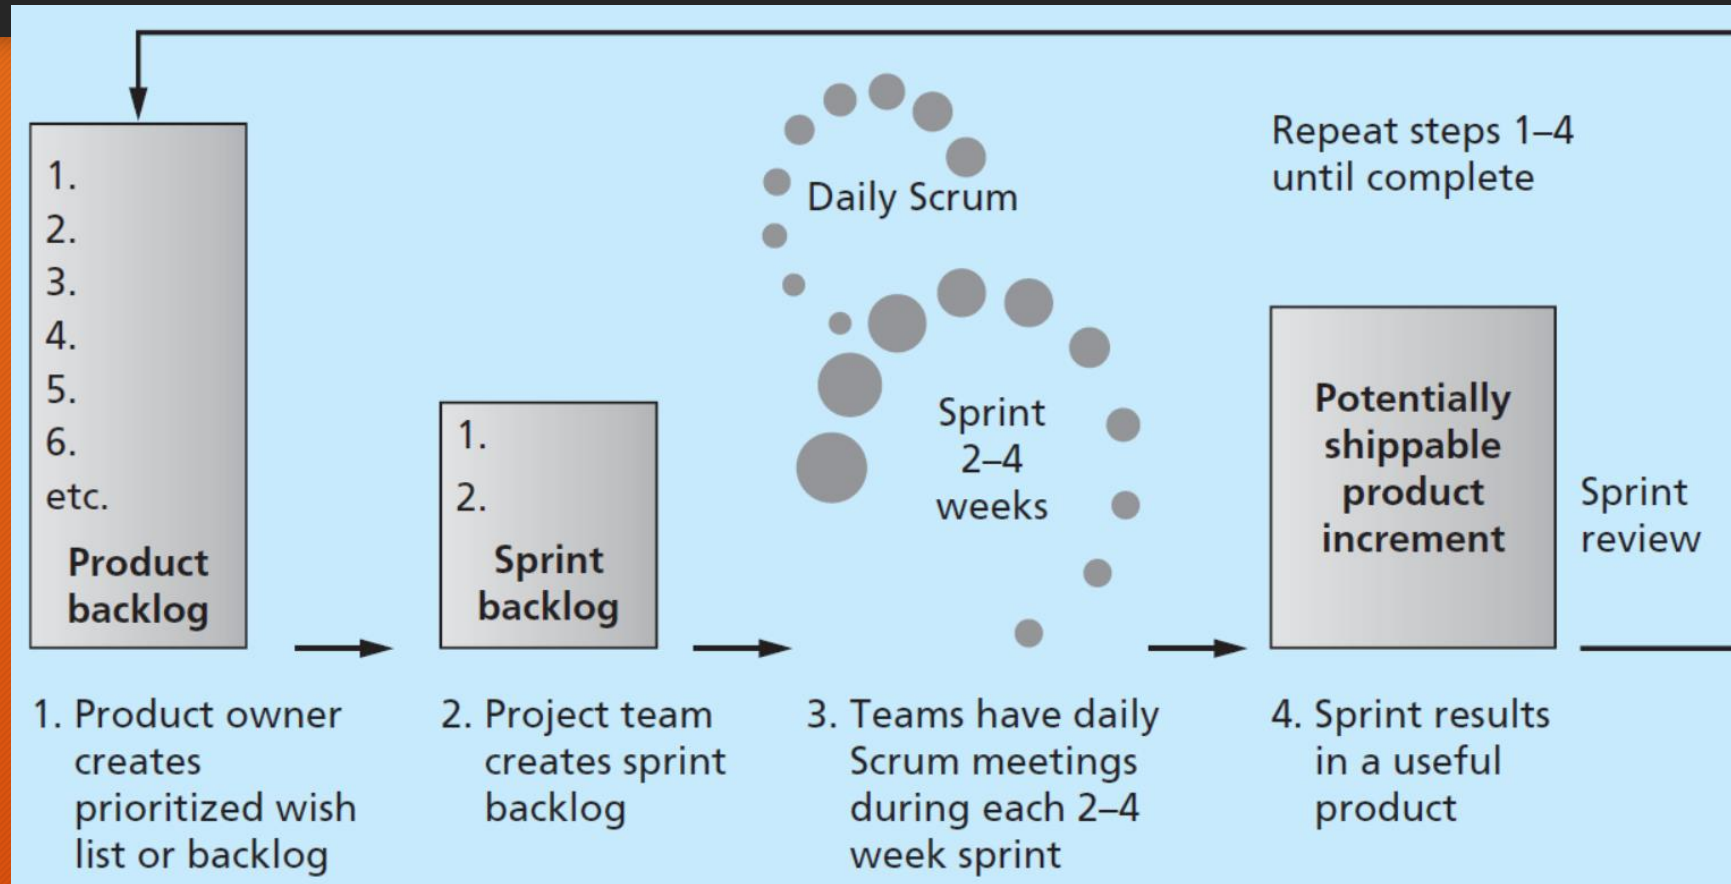 1.
2.
3.
4.
5.
6.
etc.
Product
backlog
1.
2.
Sprint
backlog
Daily Scrum
Sprint
2–4
weeks
Repeat steps 1–4
until complete
Potentially
shippable
product
increment
Sprint
review
1. Product owner
creates
prioritized wish
list or backlog
2. Project team
creates sprint
backlog
3. Teams have daily
Scrum meetings
during each 2–4
week sprint
4. Sprint results
in a useful
product